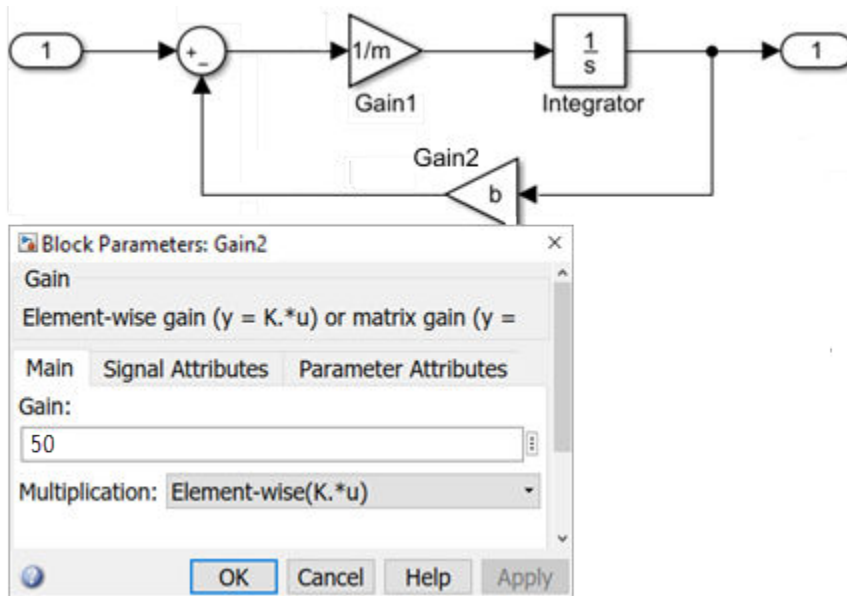 1
+
−
1/m
1
s
1
Gain1
Integrator
Gain2
b
Block Parameters: Gain2
Gain
Element-wise gain (y = K.*u) or matrix gain (y =
Main Signal Attributes Parameter Attributes
Gain:
50
Multiplication: Element-wise(K.*u)
OK Cancel Help Apply